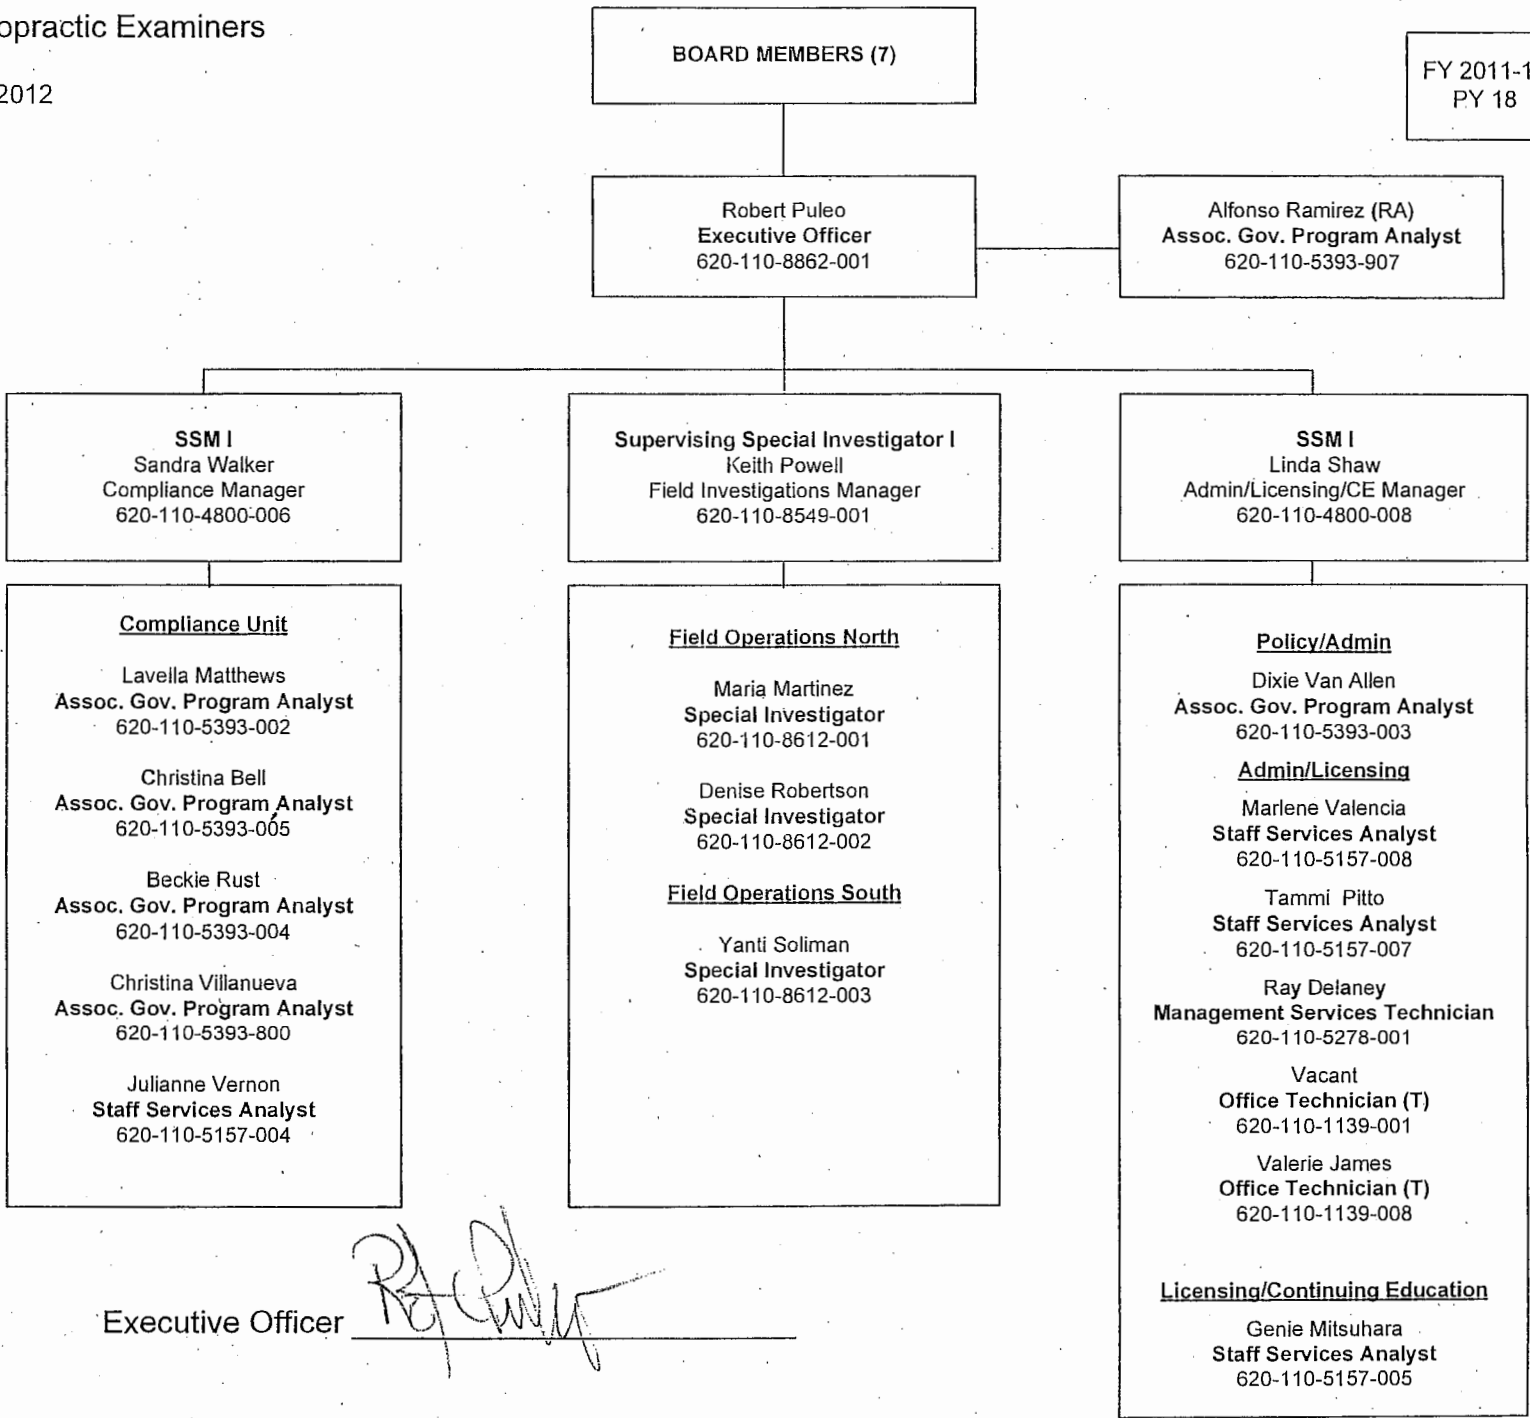 opractic Examiners
2012
BOARD MEMBERS (7)
FY 2011-1
PY 18
Robert Puleo
Executive Officer
620-110-8862-001
Alfonso Ramirez (RA)
Assoc. Gov. Program Analyst
620-110-5393-907
SSM I
Sandra Walker
Compliance Manager
620-110-4800-006
Supervising Special Investigator I
Keith Powell
Field Investigations Manager
620-110-8549-001
SSM I
Linda Shaw
Admin/Licensing/CE Manager
620-110-4800-008
Compliance Unit
Lavella Matthews
Assoc. Gov. Program Analyst
620-110-5393-002
Christina Bell
Assoc. Gov. Program Analyst
620-110-5393-005
Beckie Rust
Assoc. Gov. Program Analyst
620-110-5393-004
Christina Villanueva
Assoc. Gov. Program Analyst
620-110-5393-800
Julianne Vernon
Staff Services Analyst
620-110-5157-004
Field Operations North
Maria Martinez
Special Investigator
620-110-8612-001
Denise Robertson
Special Investigator
620-110-8612-002
Field Operations South
Yanti Soliman
Special Investigator
620-110-8612-003
Policy/Admin
Dixie Van Allen
Assoc. Gov. Program Analyst
620-110-5393-003
Admin/Licensing
Marlene Valencia
Staff Services Analyst
620-110-5157-008
Tammi Pitto
Staff Services Analyst
620-110-5157-007
Ray Delaney
Management Services Technician
620-110-5278-001
Vacant
Office Technician (T)
620-110-1139-001
Valerie James
Office Technician (T)
620-110-1139-008
Licensing/Continuing Education
Genie Mitsuhara
Staff Services Analyst
620-110-5157-005
Executive Officer